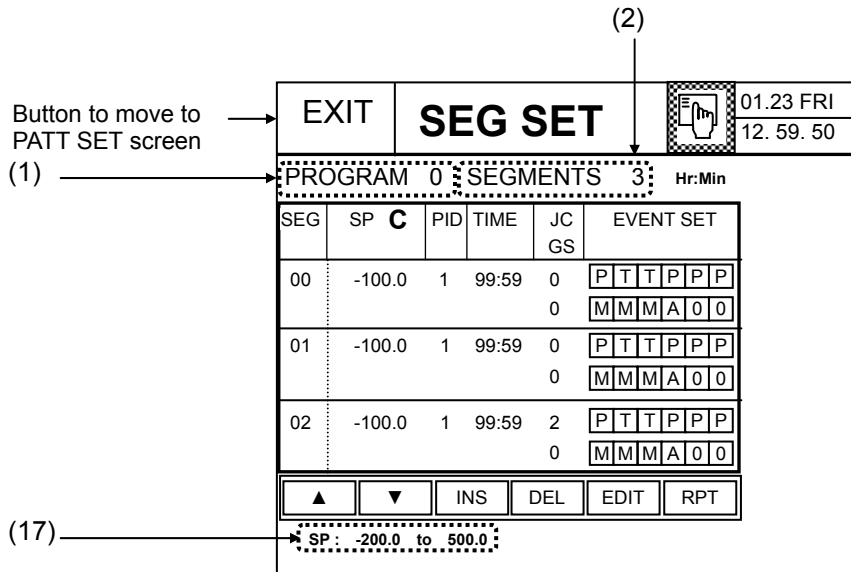 (2)
Button to move to
PATT SET screen
EXIT
SEG SET
01.23 FRI
12. 59. 50
(1)
PROGRAM 0 SEGMENTS 3 Hr:Min
SEG SP C PID TIME JC EVENT SET
GS
00 -100.0 1 99:59 0 P T T P P P
0 M M M A 0 0
01 -100.0 1 99:59 0 P T T P P P
0 M M M A 0 0
02 -100.0 1 99:59 2 P T T P P P
0 M M M A 0 0
▲ ▼ INS DEL EDIT RPT
(17)
SP : -200.0 to 500.0